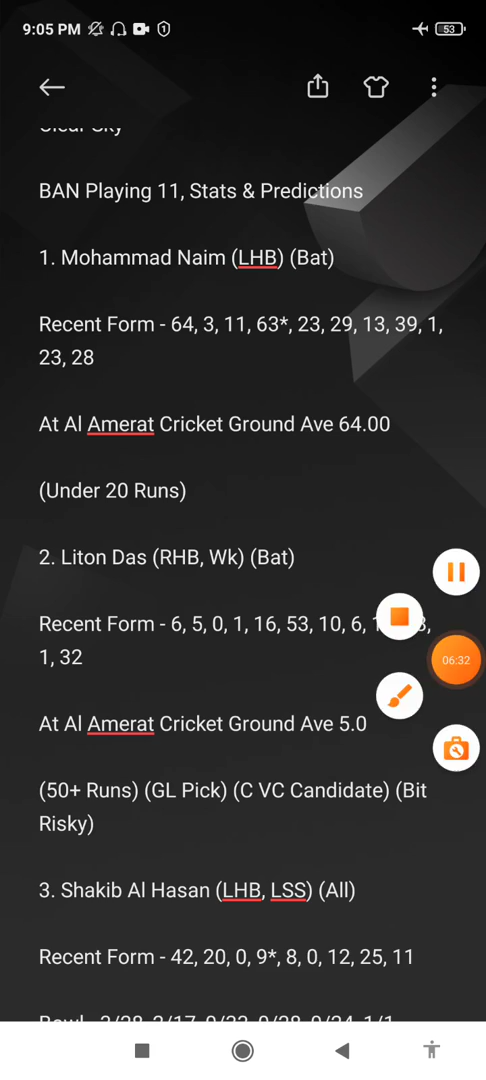 9:05 PM
53
BAN Playing 11, Stats & Predictions
1. Mohammad Naim (LHB) (Bat)
Recent Form - 64, 3, 11, 63*, 23, 29, 13, 39, 1,
23, 28
At Al Amerat Cricket Ground Ave 64.00
(Under 20 Runs)
2. Liton Das (RHB, Wk) (Bat)
Recent Form - 6, 5, 0, 1, 16, 53, 10, 6,
1, 32
06:32
At Al Amerat Cricket Ground Ave 5.0
(50+ Runs) (GL Pick) (C VC Candidate) (Bit
Risky)
3. Shakib Al Hasan (LHB, LSS) (All)
Recent Form - 42, 20, 0, 9*, 8, 0, 12, 25, 11